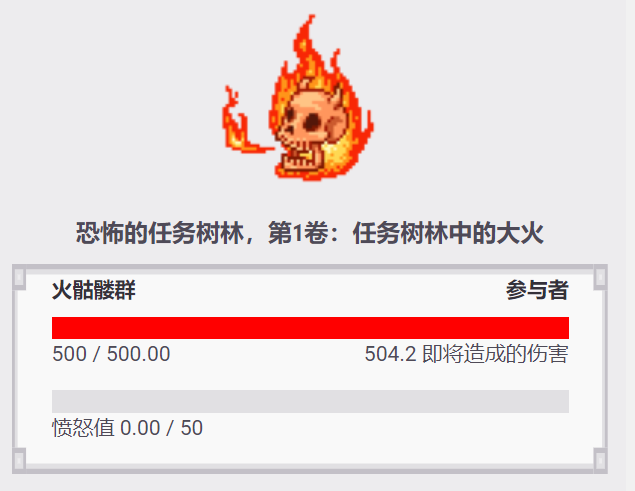 恐怖的任务树林，第1卷：任务树林中的大火
火骷髅群 参与者
500 / 500.00 504.2 即将造成的伤害
愤怒值 0.00 / 50